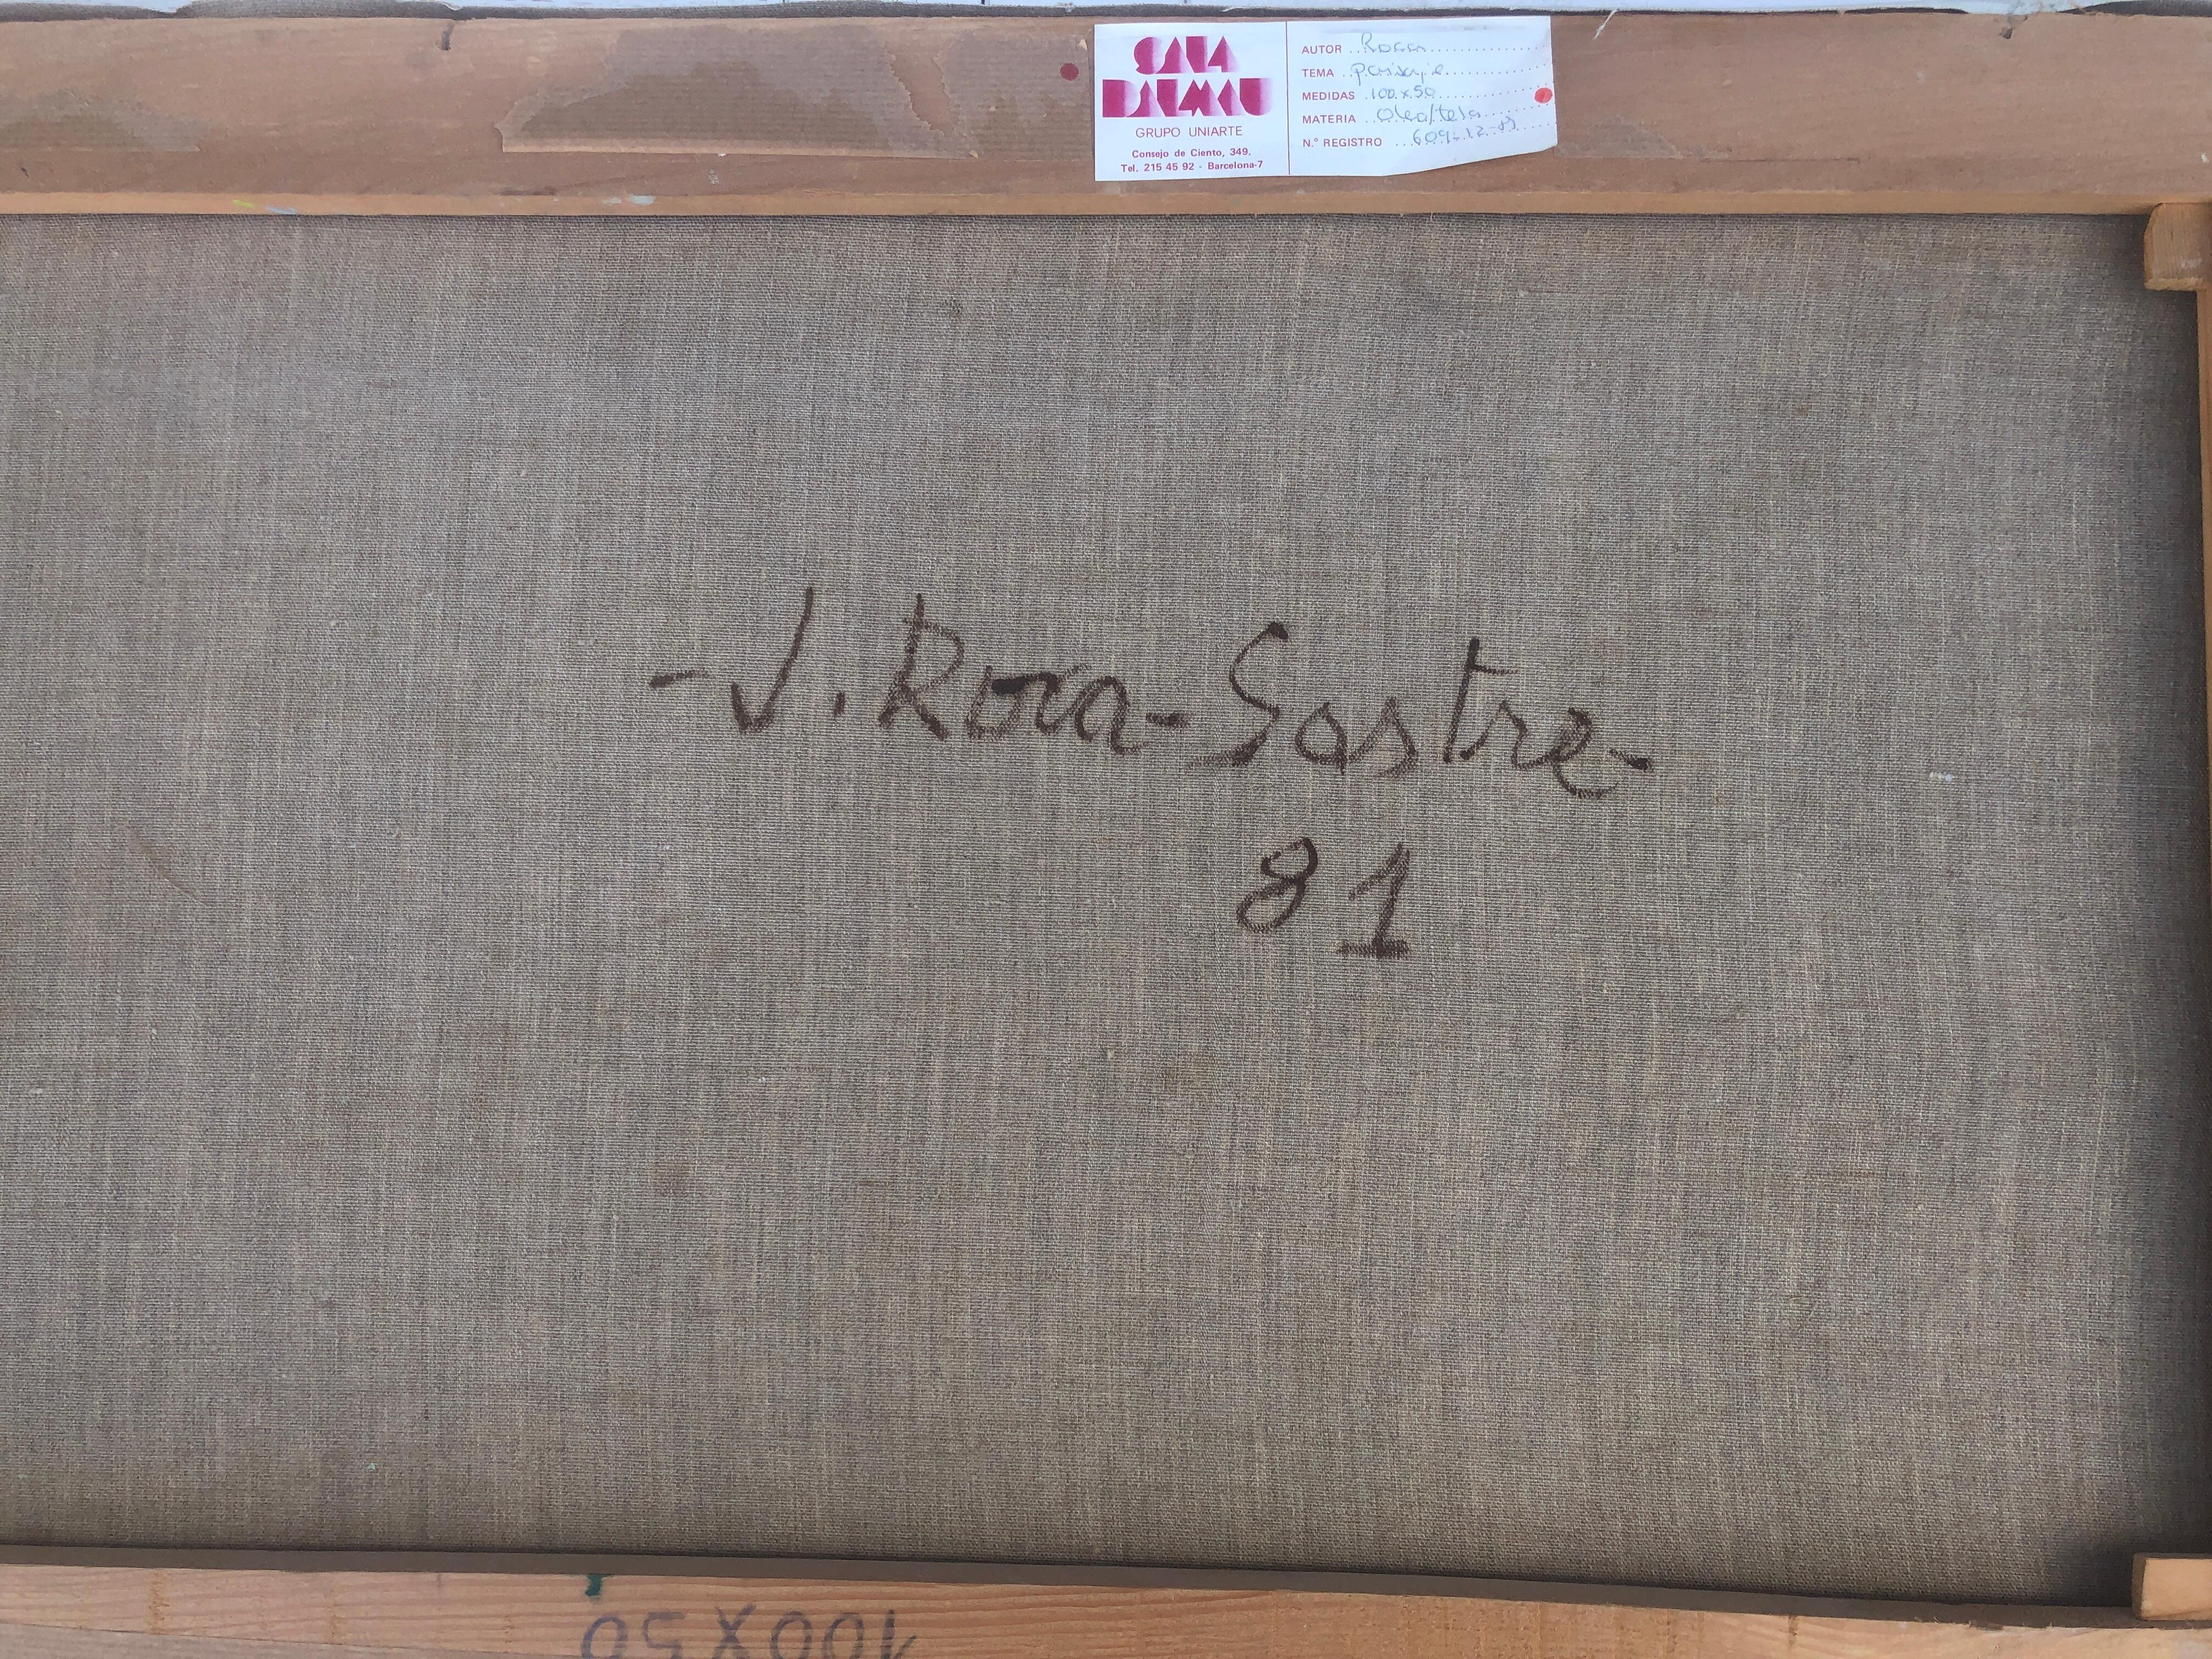 SALA
DALMAU
GRUPO UNIARTE
Consejo de Ciento, 349.
Tel. 215 45 92 - Barcelona-7
AUTOR Roca
TEMA paisaje
MEDIDAS 100 x 50
MATERIA Oleo/tela
N.º REGISTRO
- J. Roca-Sastre-
81
100X50